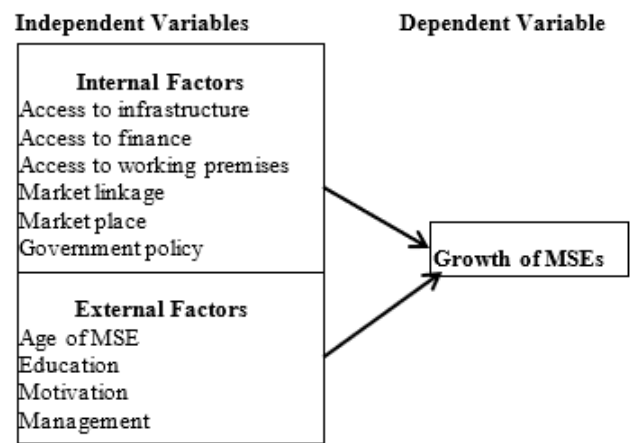 Independent Variables
Dependent Variable
Internal Factors
Access to infrastructure
Access to finance
Access to working premises
Market linkage
Market place
Government policy
Growth of MSEs
External Factors
Age of MSE
Education
Motivation
Management